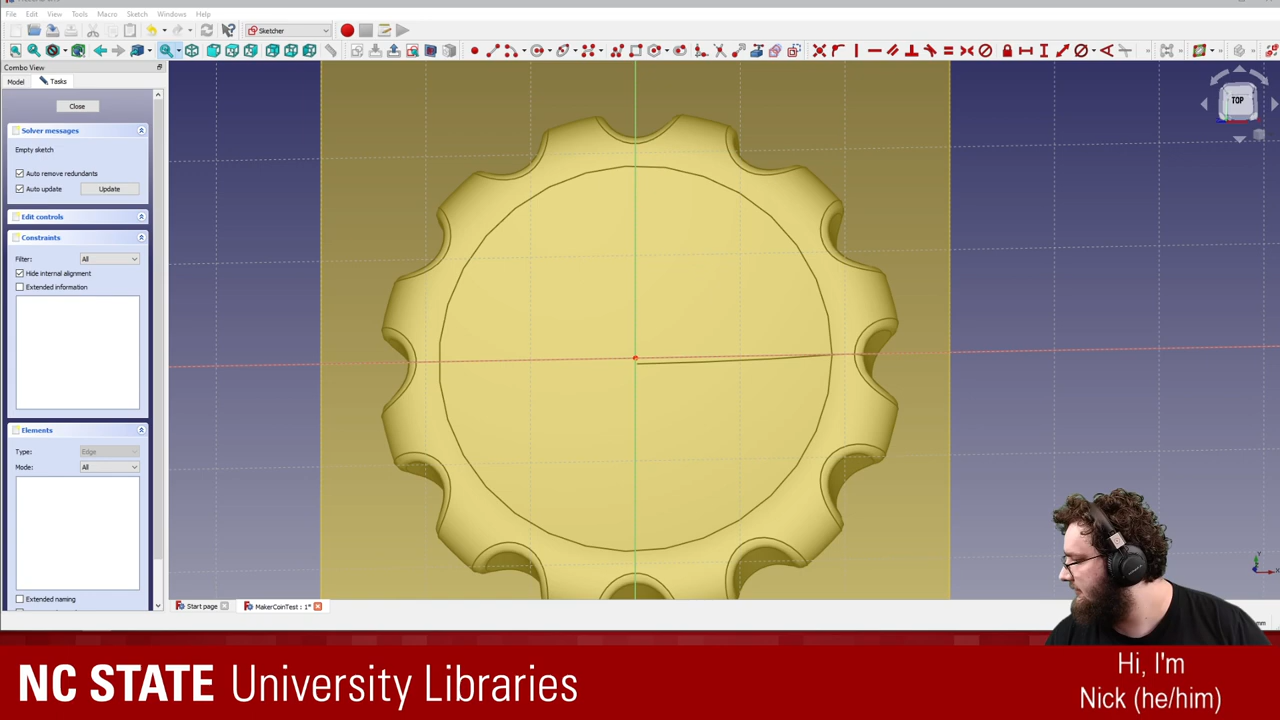 File Edit View Tools Macro Sketch Windows Help
Sketcher
Combo View
Model Tasks
Close
Solver messages
Empty sketch
Auto remove redundants
Auto update Update
Edit controls
Constraints
Filter: All
Hide internal alignment
Extended information
Elements
Type: Edge
Mode: All
Extended naming
TOP
Start page MakerCoinTest : 1*
NC STATE University Libraries
Hi, I'm
Nick (he/him)